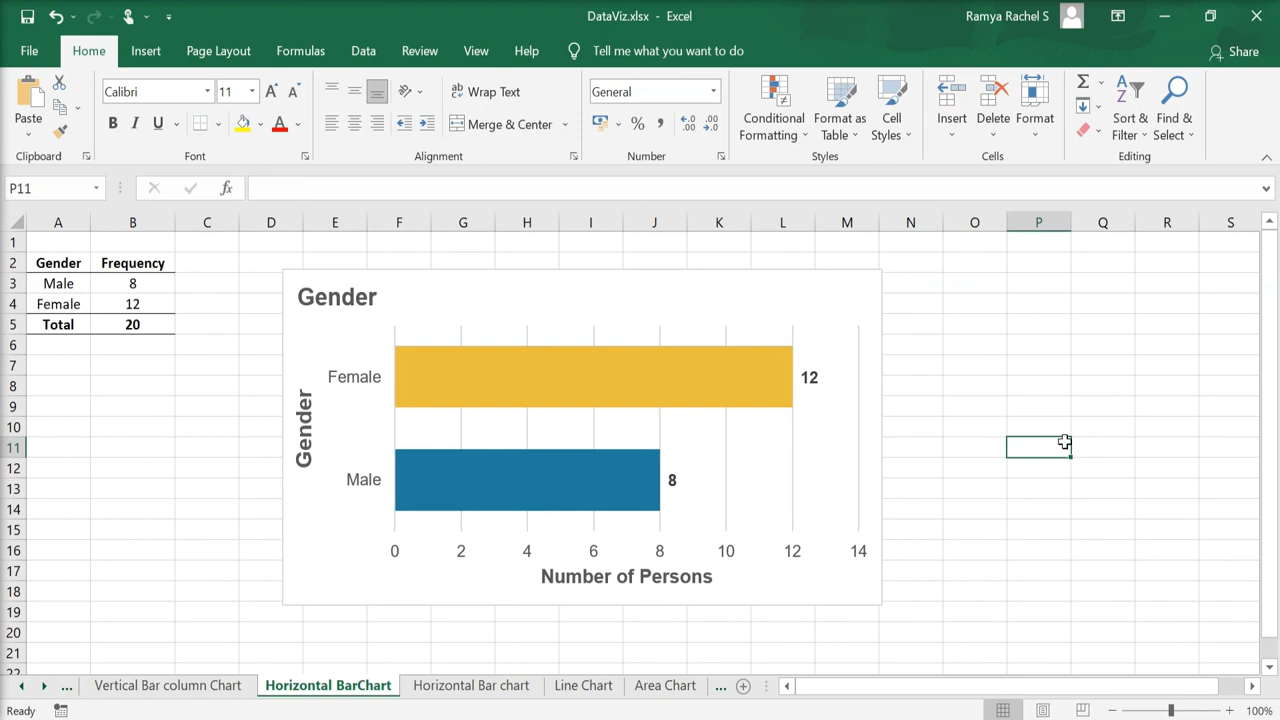 DataViz.xlsx - Excel
Ramya Rachel S
File Home Insert Page Layout Formulas Data Review View Help Tell me what you want to do Share
Paste
Calibri 11
B I U A
Wrap Text
Merge & Center
General
% ,
Conditional Formatting
Format as Table
Cell Styles
Insert Delete Format
Sort & Filter
Find & Select
Clipboard Font Alignment Number Styles Cells Editing
P11 fx
A B C D E F G H I J K L M N O P Q R S
1
2 Gender Frequency
3 Male 8
4 Female 12
5 Total 20
6
7
8
9
10
11
12
13
14
15
16
17
18
19
20
21
22
Gender
Gender
Female 12
Male 8
0 2 4 6 8 10 12 14
Number of Persons
... Vertical Bar column Chart Horizontal BarChart Horizontal Bar chart Line Chart Area Chart ...
Ready 100%